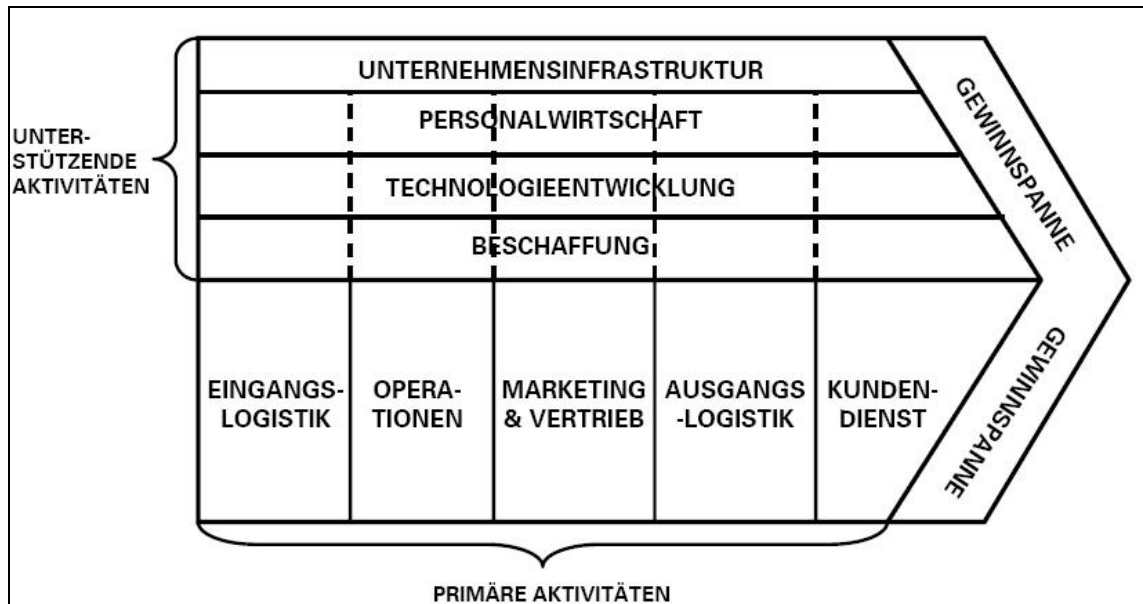 UNTERNEHMENSINFRASTRUKTUR
PERSONALWIRTSCHAFT
TECHNOLOGIEENTWICKLUNG
BESCHAFFUNG
UNTER-
STÜTZENDE
AKTIVITÄTEN
GEWINNSPANNE
GEWINNSPANNE
EINGANGS-
LOGISTIK
OPERA-
TIONEN
MARKETING
& VERTRIEB
AUSGANGS
-LOGISTIK
KUNDEN-
DIENST
PRIMÄRE AKTIVITÄTEN